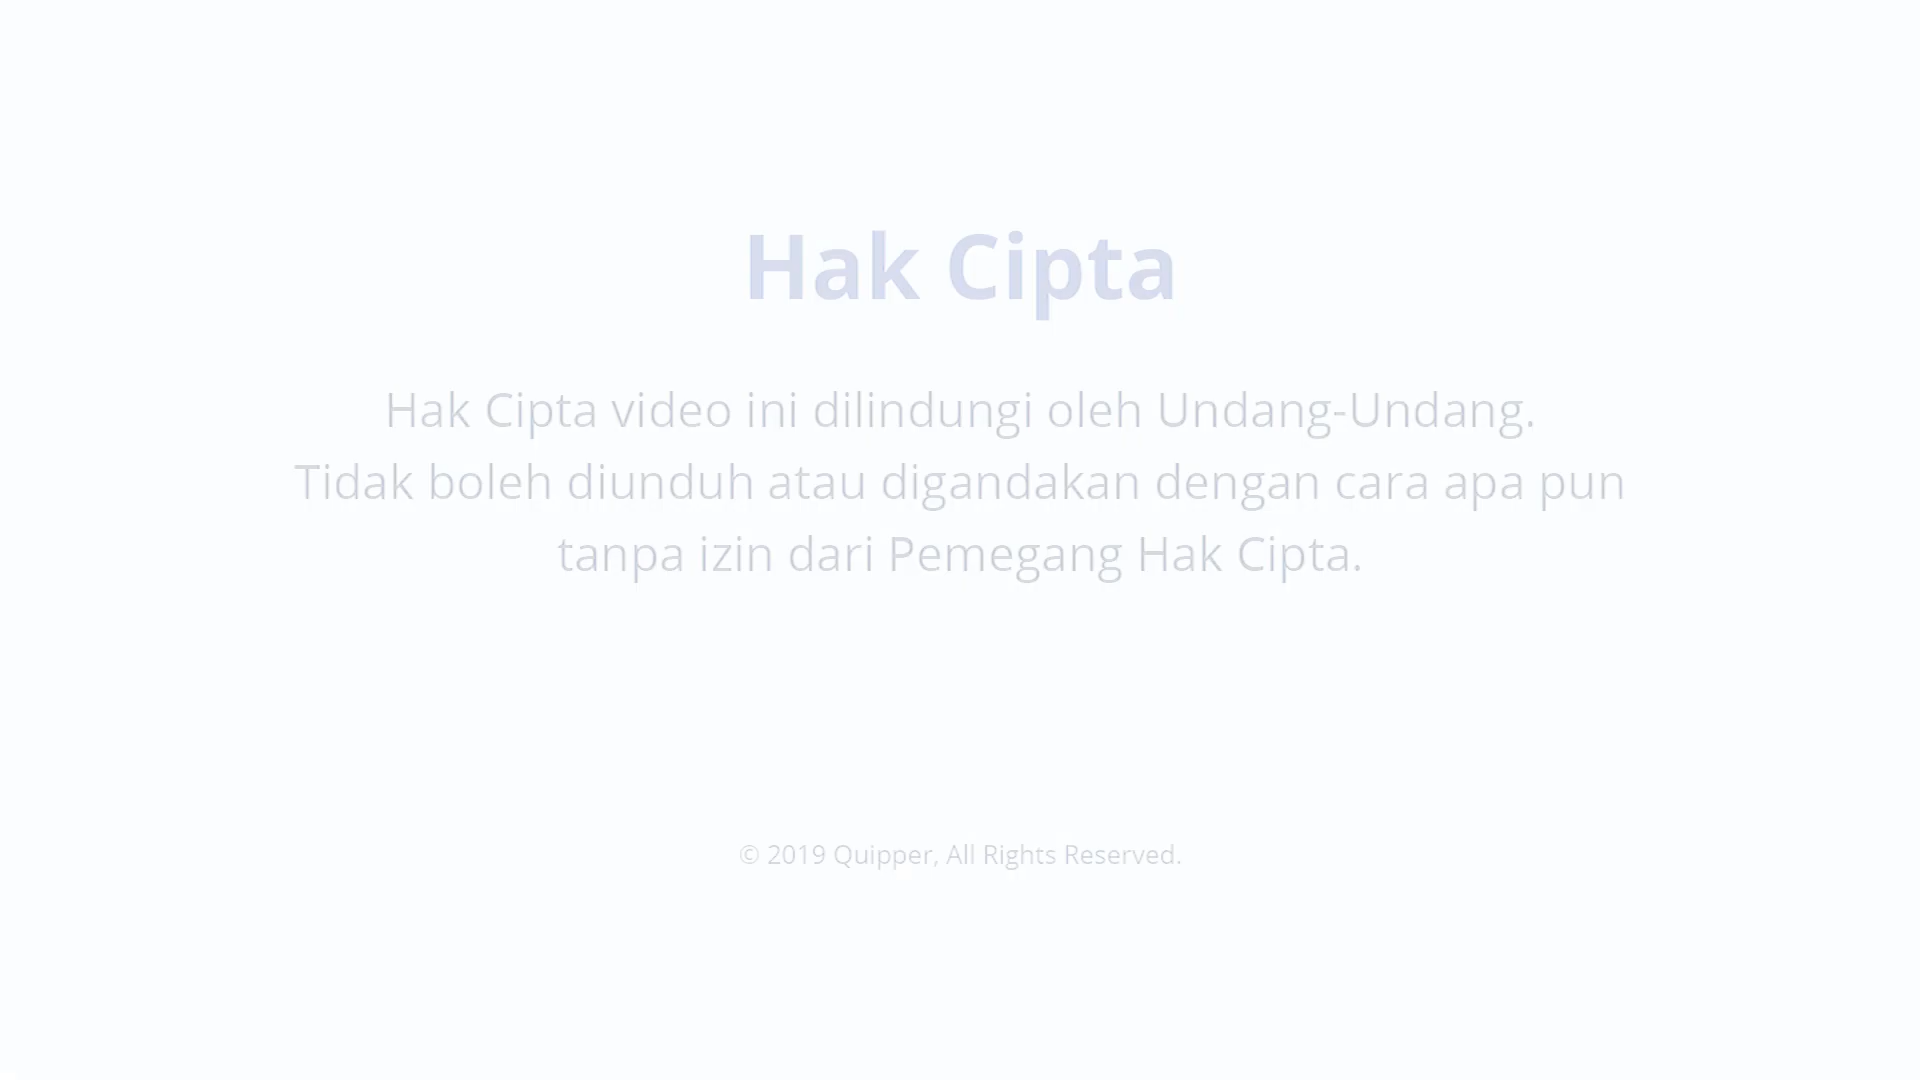 Hak Cipta
Hak Cipta video ini dilindungi oleh Undang-Undang.
Tidak boleh diunduh atau digandakan dengan cara apa pun
tanpa izin dari Pemegang Hak Cipta.
© 2019 Quipper, All Rights Reserved.